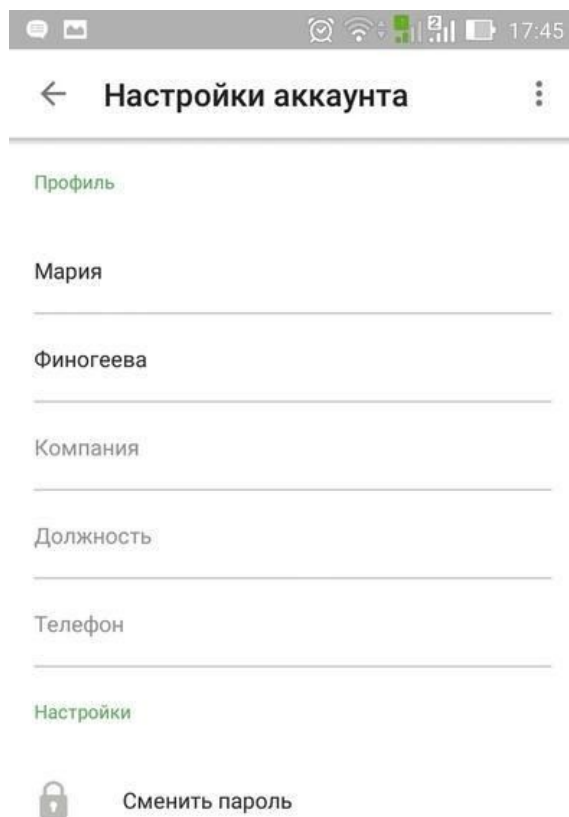 17:45
Настройки аккаунта
Профиль
Мария
Финогеева
Компания
Должность
Телефон
Настройки
Сменить пароль